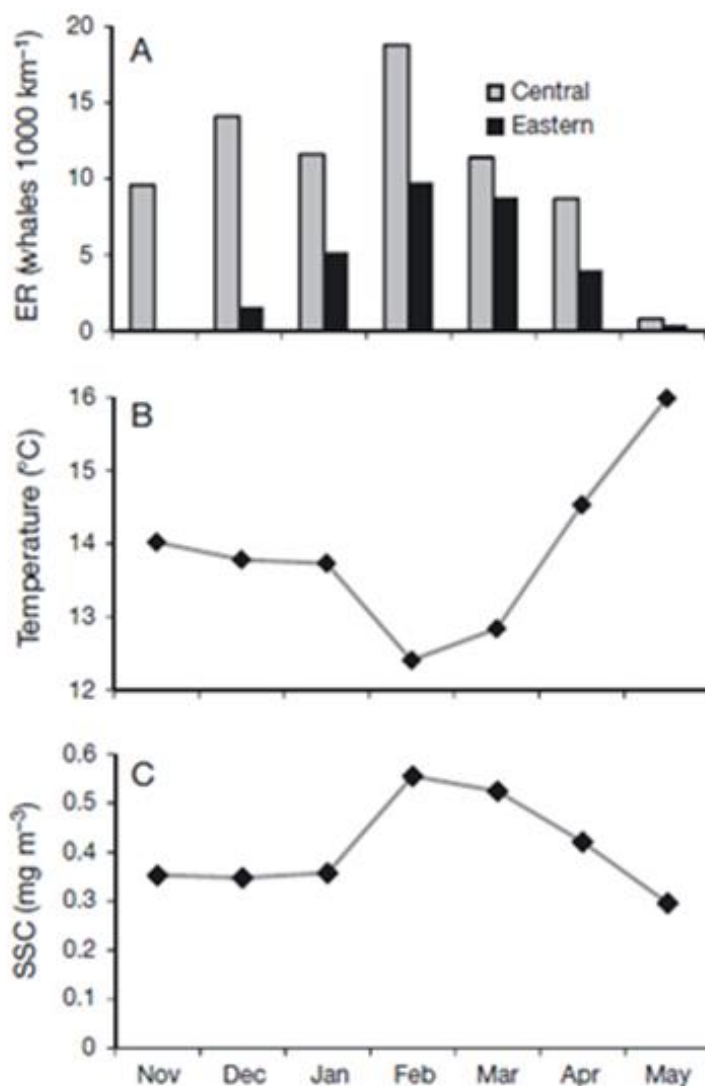 20
A
15
10
5
0
ER (whales 1000 km⁻¹)
Central
Eastern
16
B
15
14
13
12
Temperature (°C)
0.6
C
0.5
0.4
0.3
0.2
0.1
0
SSC (mg m⁻³)
Nov Dec Jan Feb Mar Apr May